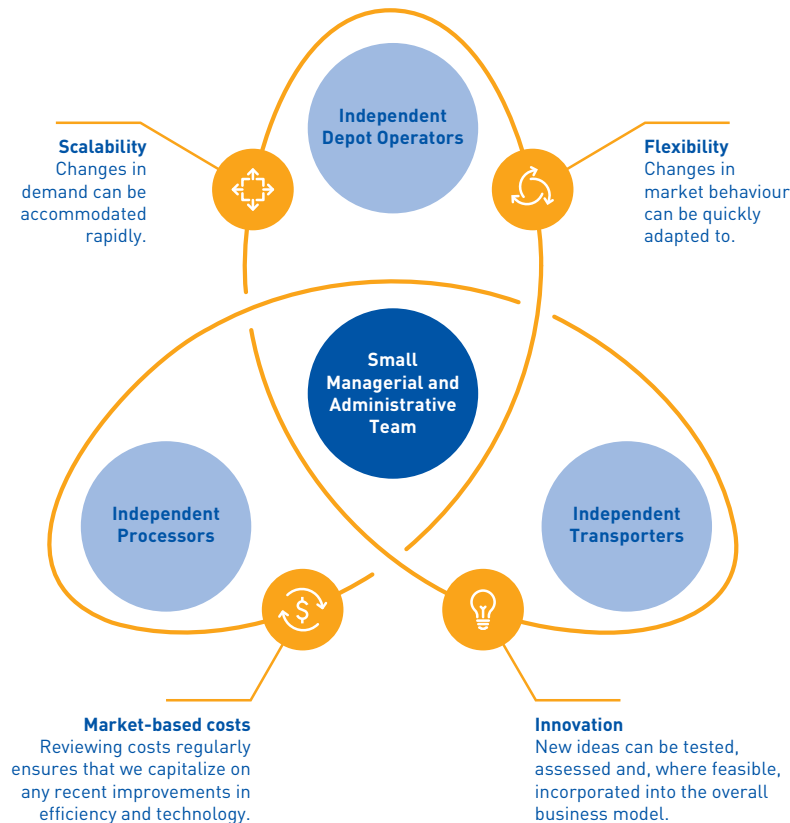 Independent
Depot Operators
Scalability
Changes in
demand can be
accommodated
rapidly.
Flexibility
Changes in
market behaviour
can be quickly
adapted to.
Small
Managerial and
Administrative
Team
Independent
Processors
Independent
Transporters
$
Market-based costs
Reviewing costs regularly
ensures that we capitalize on
any recent improvements in
efficiency and technology.
Innovation
New ideas can be tested,
assessed and, where feasible,
incorporated into the overall
business model.